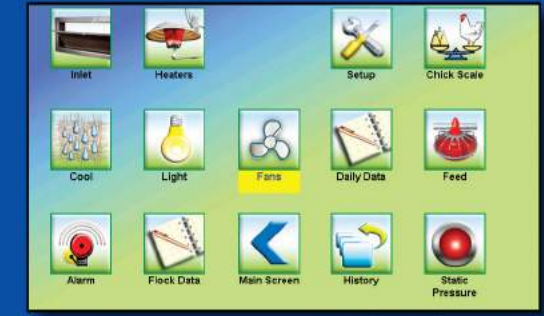 Inlet
Heaters
Setup
Chick Scale
Cool
Light
Fans
Daily Data
Feed
Alarm
Flock Data
Main Screen
History
Static
Pressure